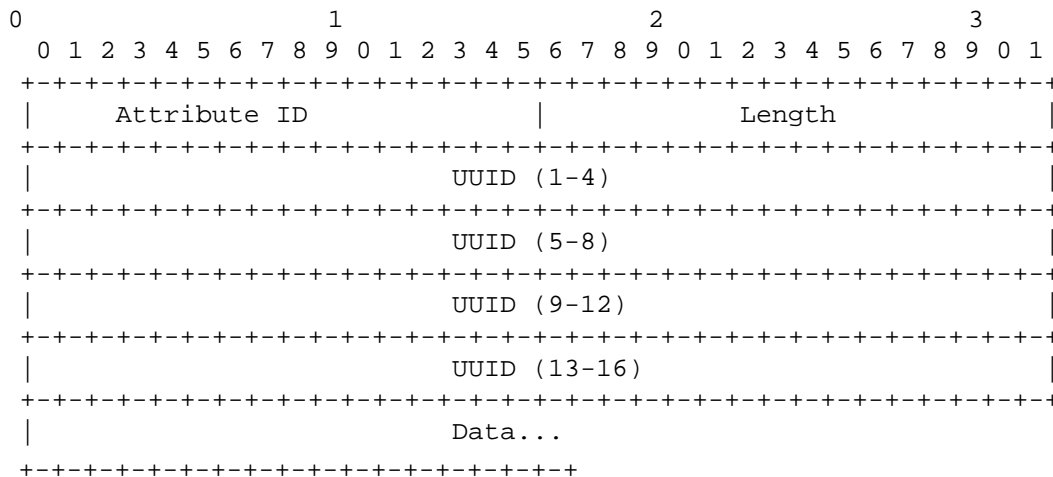 0                   1                   2                   3
 0 1 2 3 4 5 6 7 8 9 0 1 2 3 4 5 6 7 8 9 0 1 2 3 4 5 6 7 8 9 0 1
+-+-+-+-+-+-+-+-+-+-+-+-+-+-+-+-+-+-+-+-+-+-+-+-+-+-+-+-+-+-+-+-+
|     Attribute ID              |            Length             |
+-+-+-+-+-+-+-+-+-+-+-+-+-+-+-+-+-+-+-+-+-+-+-+-+-+-+-+-+-+-+-+-+
|                          UUID (1-4)                           |
+-+-+-+-+-+-+-+-+-+-+-+-+-+-+-+-+-+-+-+-+-+-+-+-+-+-+-+-+-+-+-+-+
|                          UUID (5-8)                           |
+-+-+-+-+-+-+-+-+-+-+-+-+-+-+-+-+-+-+-+-+-+-+-+-+-+-+-+-+-+-+-+-+
|                          UUID (9-12)                          |
+-+-+-+-+-+-+-+-+-+-+-+-+-+-+-+-+-+-+-+-+-+-+-+-+-+-+-+-+-+-+-+-+
|                          UUID (13-16)                         |
+-+-+-+-+-+-+-+-+-+-+-+-+-+-+-+-+-+-+-+-+-+-+-+-+-+-+-+-+-+-+-+-+
|                          Data...
+-+-+-+-+-+-+-+-+-+-+-+-+-+-+-+-+-+